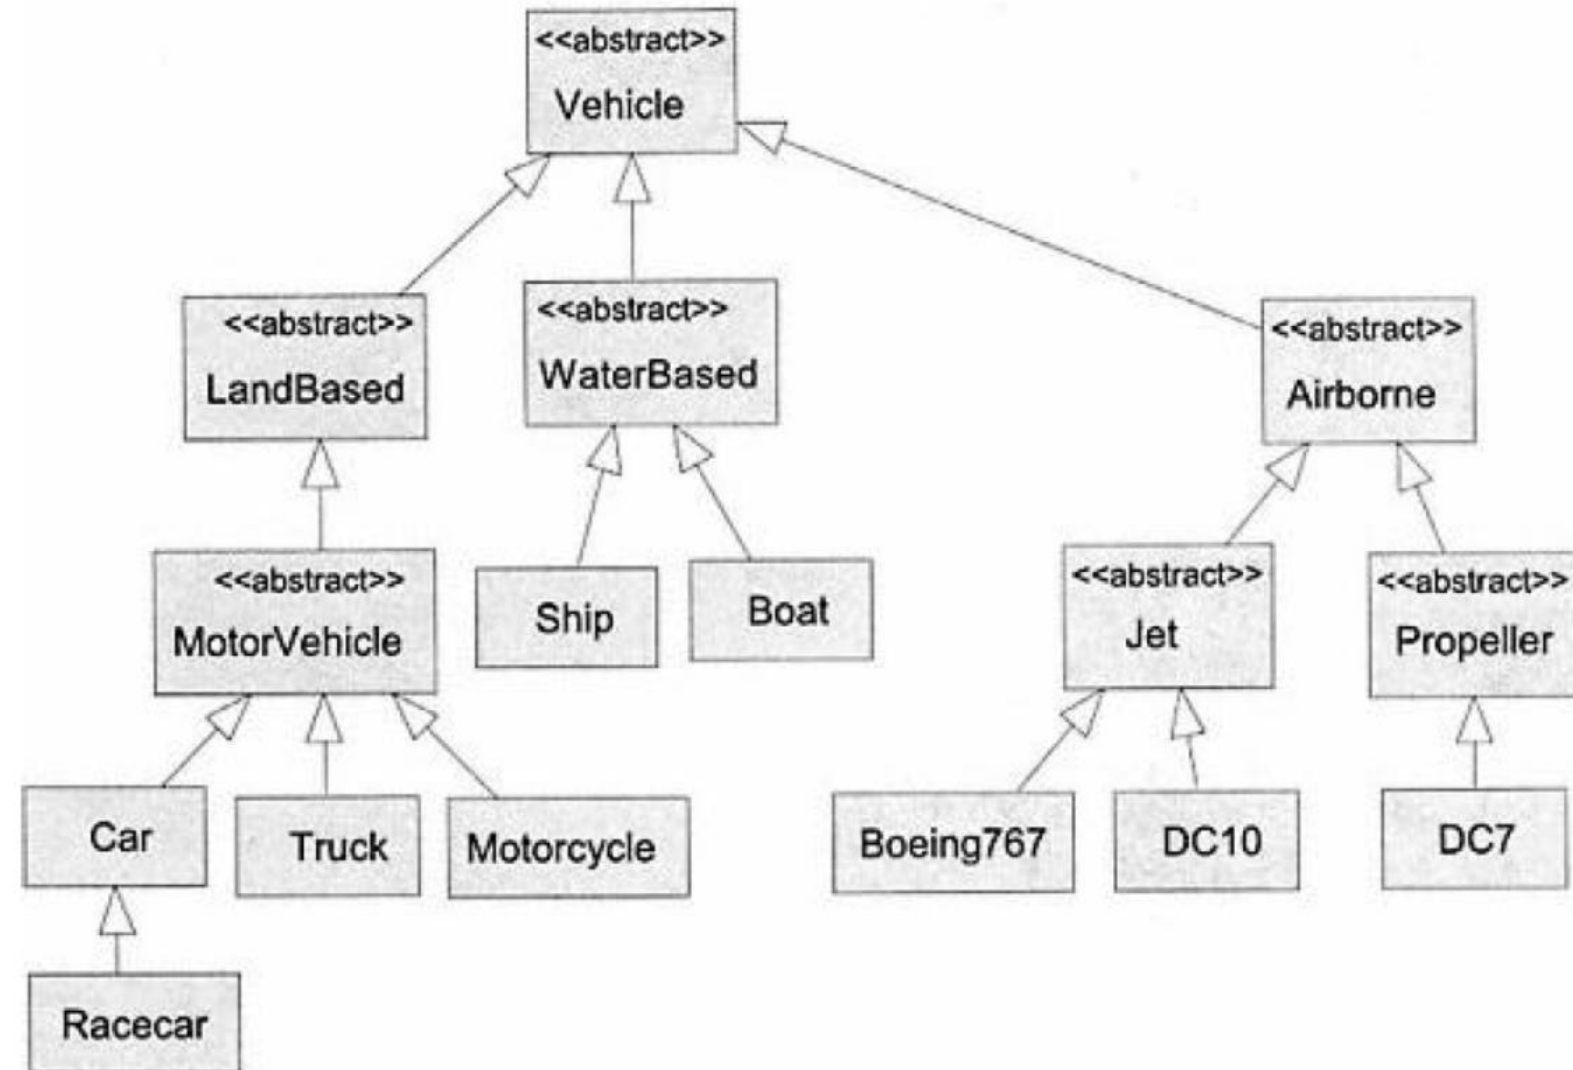 <<abstract>>
Vehicle
<<abstract>>
LandBased
<<abstract>>
WaterBased
<<abstract>>
Airborne
<<abstract>>
MotorVehicle
Ship
Boat
<<abstract>>
Jet
<<abstract>>
Propeller
Car
Truck
Motorcycle
Boeing767
DC10
DC7
Racecar